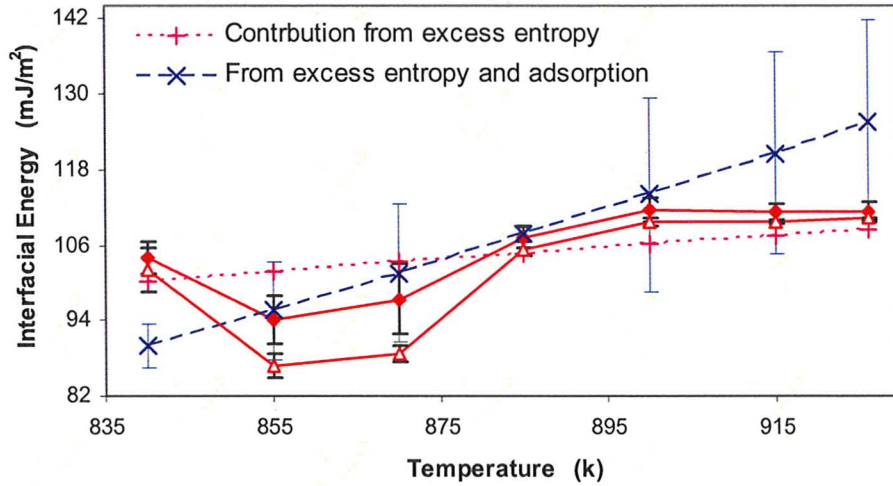 142
130
118
106
94
82
Interfacial Energy (mJ/m²)
Contrbution from excess entropy
From excess entropy and adsorption
835 855 875 895 915
Temperature (k)